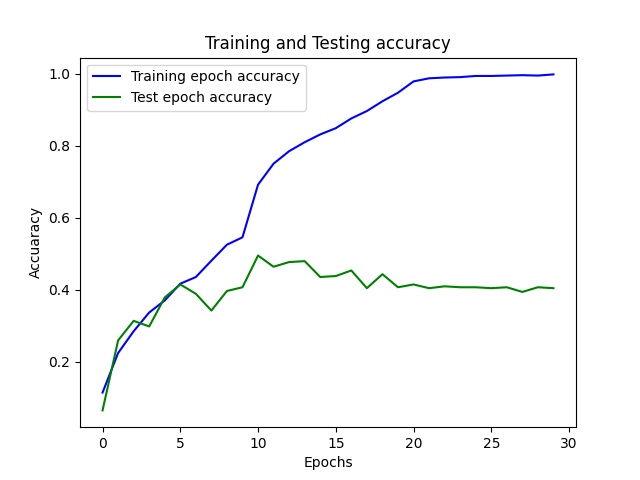 Training and Testing accuracy
Training epoch accuracy
Test epoch accuracy
1.0
0.8
0.6
0.4
0.2
Accuaracy
0 5 10 15 20 25 30
Epochs